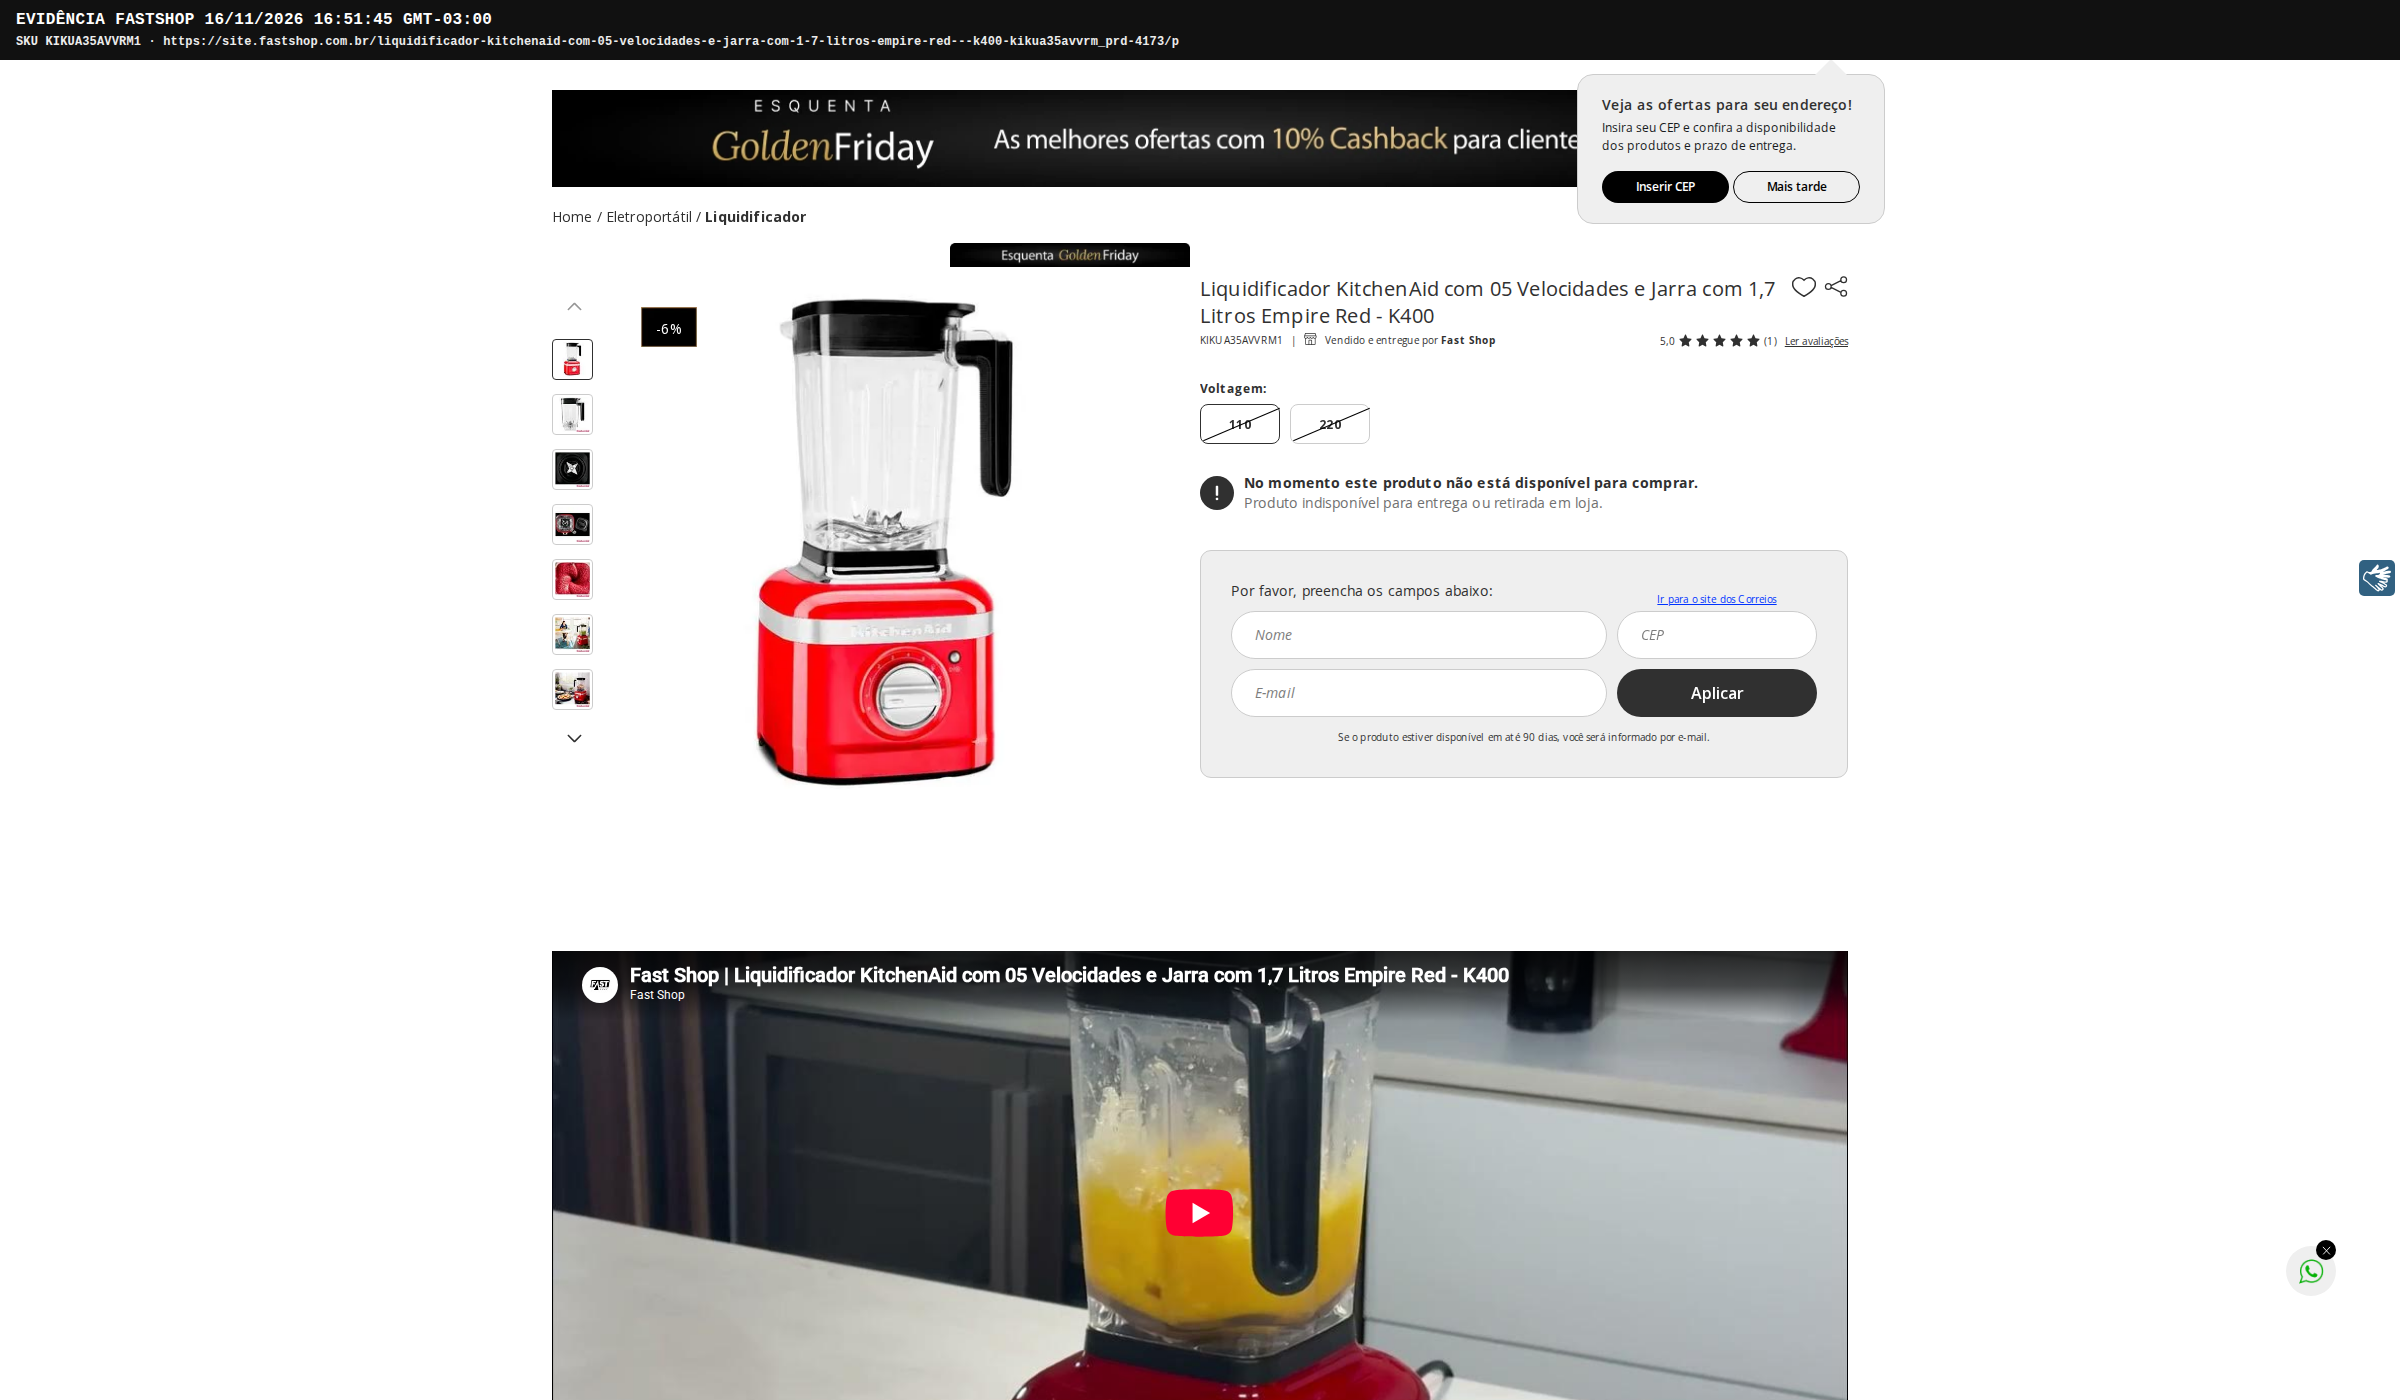 EVIDÊNCIA FASTSHOP 16/11/2026 16:51:45 GMT-03:00
SKU KIKUA35AVVRM1 · https://site.fastshop.com.br/liquidificador-kitchenaid-com-05-velocidades-e-jarra-com-1-7-litros-empire-red---k400-kikua35avvrm_prd-4173/p
ESQUENTA
GoldenFriday
As melhores ofertas com 10% Cashback para cliente
Veja as ofertas para seu endereço!
Insira seu CEP e confira a disponibilidade
dos produtos e prazo de entrega.
Inserir CEP
Mais tarde
Home / Eletroportátil / Liquidificador
Esquenta GoldenFriday
-6%
KitchenAid
Liquidificador KitchenAid com 05 Velocidades e Jarra com 1,7
Litros Empire Red - K400
KIKUA35AVVRM1 | Vendido e entregue por Fast Shop
5,0 (1) Ler avaliações
Voltagem:
110
220
No momento este produto não está disponível para comprar.
Produto indisponível para entrega ou retirada em loja.
Por favor, preencha os campos abaixo:
Ir para o site dos Correios
Nome
CEP
E-mail
Aplicar
Se o produto estiver disponível em até 90 dias, você será informado por e-mail.
FAST
Fast Shop | Liquidificador KitchenAid com 05 Velocidades e Jarra com 1,7 Litros Empire Red - K400
Fast Shop